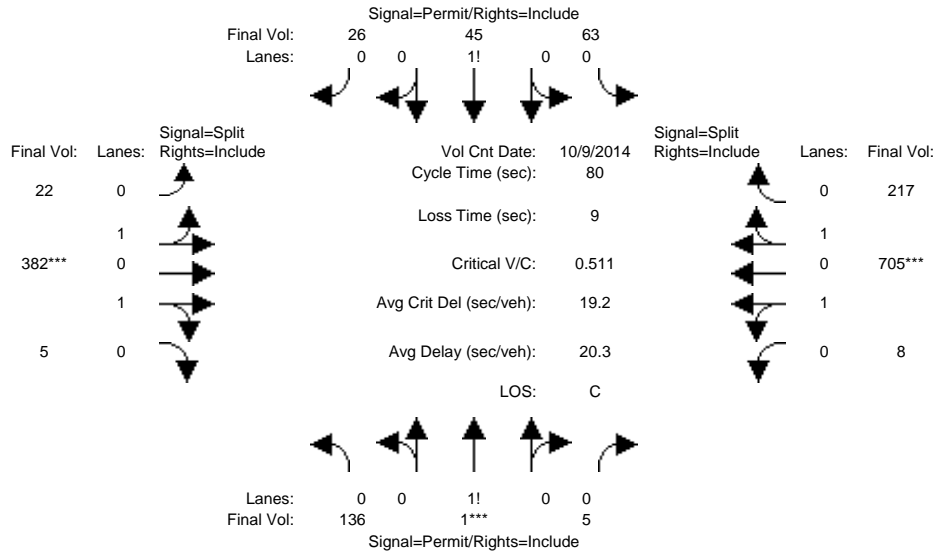 Signal=Permit/Rights=Include
Final Vol: 26 45 63
Lanes: 0 0 1! 0 0
Signal=Split
Final Vol: Lanes: Rights=Include
Vol Cnt Date: 10/9/2014
Signal=Split
Rights=Include Lanes: Final Vol:
Cycle Time (sec): 80
22 0
0 217
Loss Time (sec): 9
1
1
382*** 0
Critical V/C: 0.511
0 705***
1
Avg Crit Del (sec/veh): 19.2
1
5 0
Avg Delay (sec/veh): 20.3
0 8
LOS: C
Lanes: 0 0 1! 0 0
Final Vol: 136 1*** 5
Signal=Permit/Rights=Include